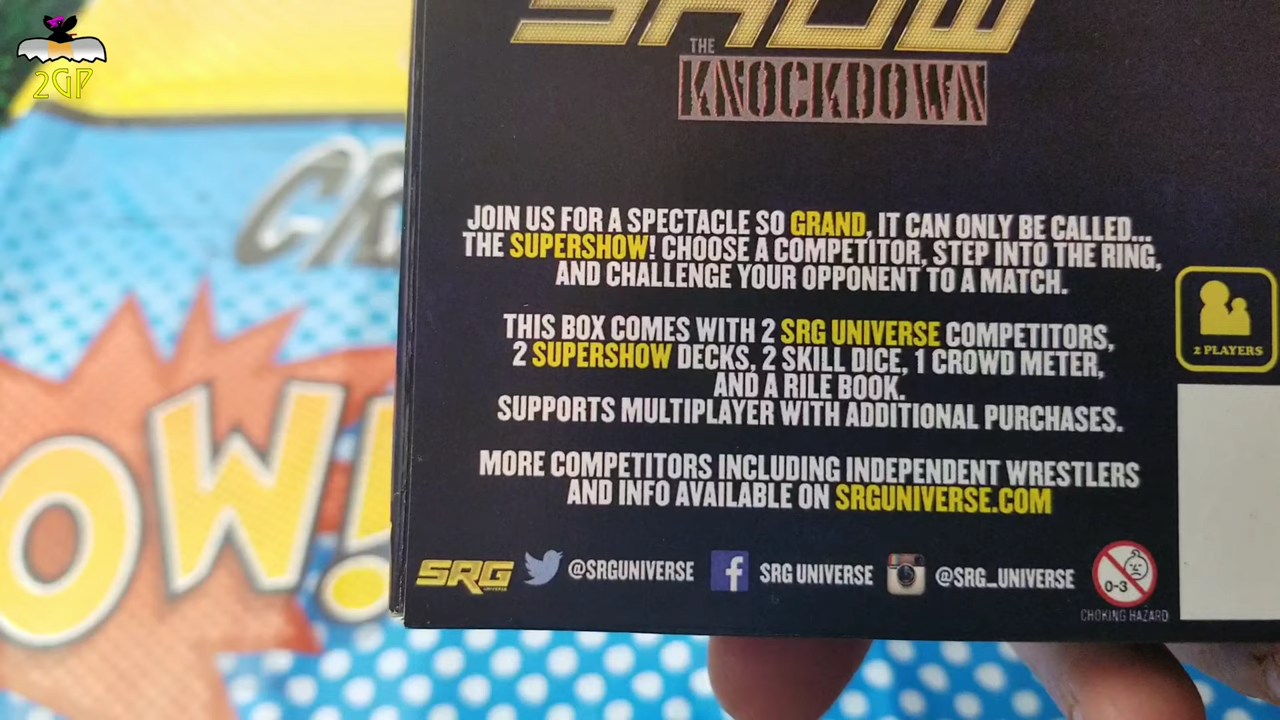 2GP
SHOW
THE
KNOCKDOWN
CR
OW!
JOIN US FOR A SPECTACLE SO GRAND, IT CAN ONLY BE CALLED...
THE SUPERSHOW! CHOOSE A COMPETITOR, STEP INTO THE RING,
AND CHALLENGE YOUR OPPONENT TO A MATCH.
THIS BOX COMES WITH 2 SRG UNIVERSE COMPETITORS,
2 SUPERSHOW DECKS, 2 SKILL DICE, 1 CROWD METER,
AND A RILE BOOK.
SUPPORTS MULTIPLAYER WITH ADDITIONAL PURCHASES.
2 PLAYERS
MORE COMPETITORS INCLUDING INDEPENDENT WRESTLERS
AND INFO AVAILABLE ON SRGUNIVERSE.COM
SRG UNIVERSE @SRGUNIVERSE f SRG UNIVERSE @SRG_UNIVERSE
0-3
CHOKING HAZARD